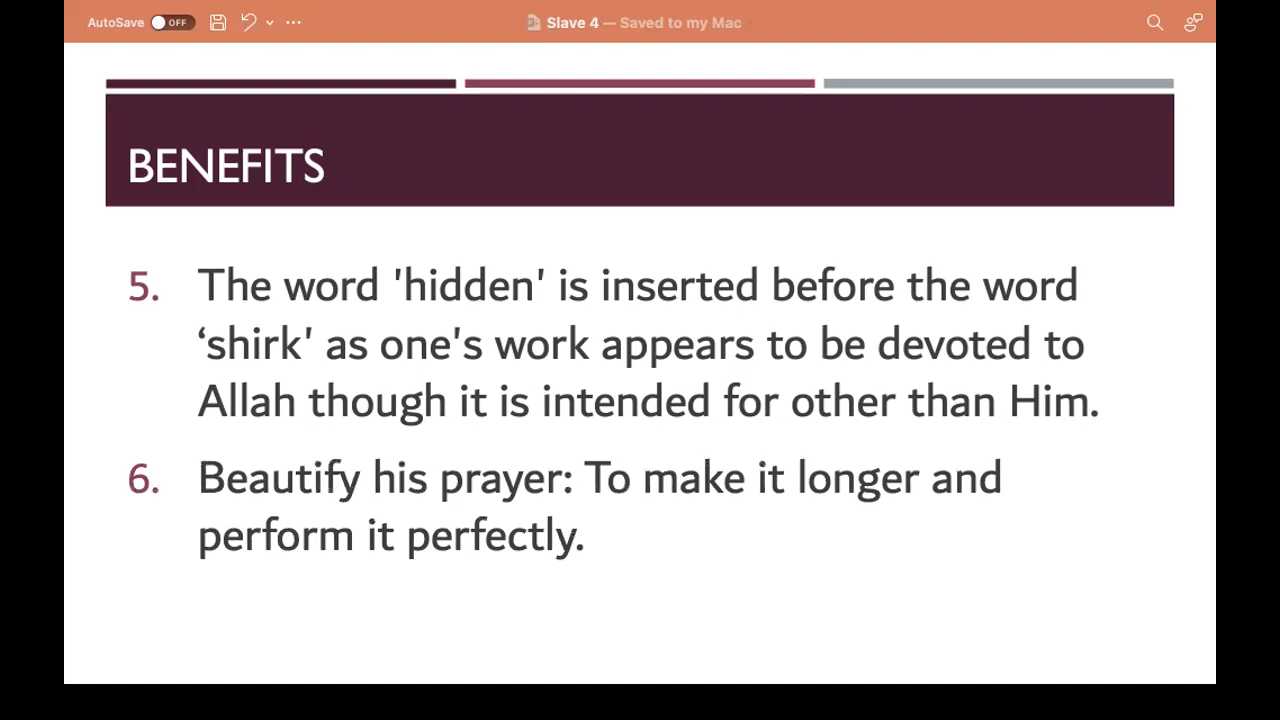 AutoSave OFF Slave 4 — Saved to my Mac
BENEFITS
5. The word 'hidden' is inserted before the word
‘shirk' as one's work appears to be devoted to
Allah though it is intended for other than Him.
6. Beautify his prayer: To make it longer and
perform it perfectly.